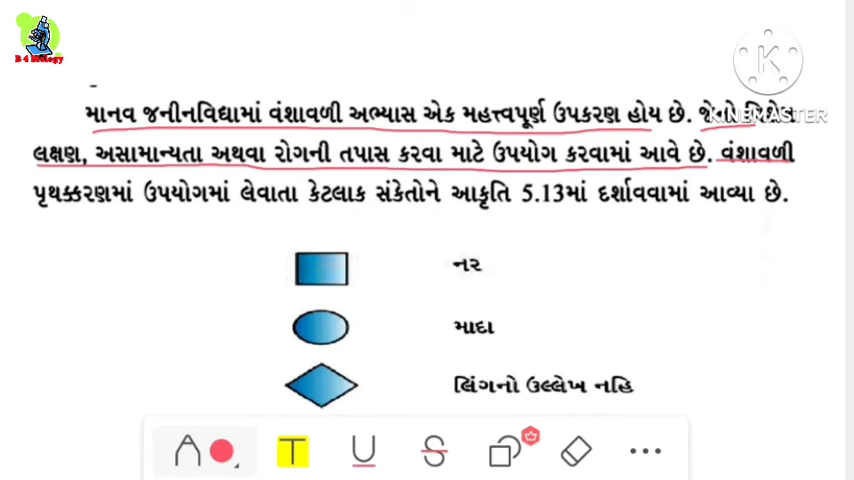 B 4 Biology
KINEMASTER
માનવ જનીનવિદ્યામાં વંશાવળી અભ્યાસ એક મહત્ત્વપૂર્ણ ઉપકરણ હોય છે. જેનો વિશેષ
લક્ષણ, અસામાન્યતા અથવા રોગની તપાસ કરવા માટે ઉપયોગ કરવામાં આવે છે. વંશાવળી
પૃથક્કરણમાં ઉપયોગમાં લેવાતા કેટલાક સંકેતોને આકૃતિ 5.13માં દર્શાવવામાં આવ્યા છે.
નર
માદા
લિંગનો ઉલ્લેખ નહિ